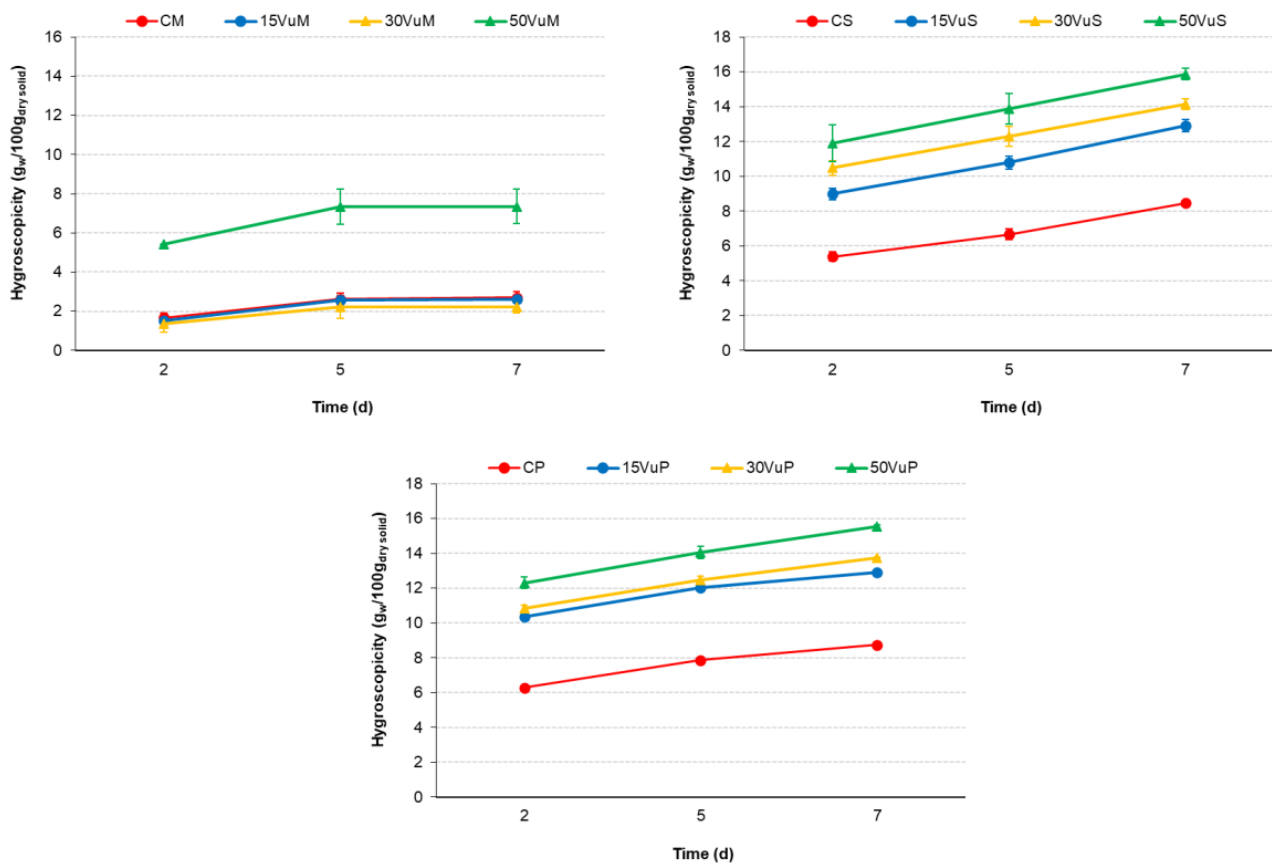 CM 15VuM 30VuM 50VuM
Hygroscopicity (gw/100gdry solid)
16
14
12
10
8
6
4
2
0
2 5 7
Time (d)
CS 15VuS 30VuS 50VuS
Hygroscopicity (gw/100gdry solid)
18
16
14
12
10
8
6
4
2
0
2 5 7
Time (d)
CP 15VuP 30VuP 50VuP
Hygroscopicity (gw/100gdry solid)
18
16
14
12
10
8
6
4
2
0
2 5 7
Time (d)